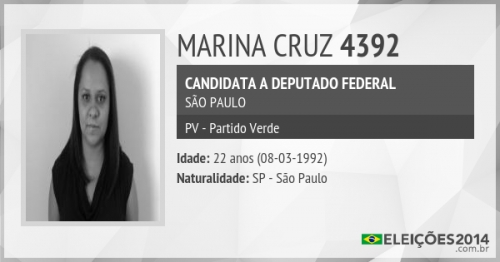 MARINA CRUZ 4392
CANDIDATA A DEPUTADO FEDERAL
SÃO PAULO
PV - Partido Verde
Idade: 22 anos (08-03-1992)
Naturalidade: SP - São Paulo
ELEIÇÕES2014
.com.br